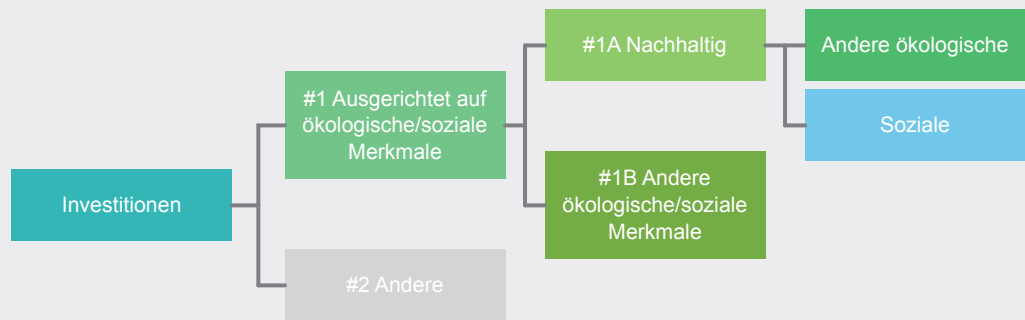 Investitionen
#1 Ausgerichtet auf
ökologische/soziale
Merkmale
#2 Andere
#1A Nachhaltig
#1B Andere
ökologische/soziale
Merkmale
Andere ökologische
Soziale